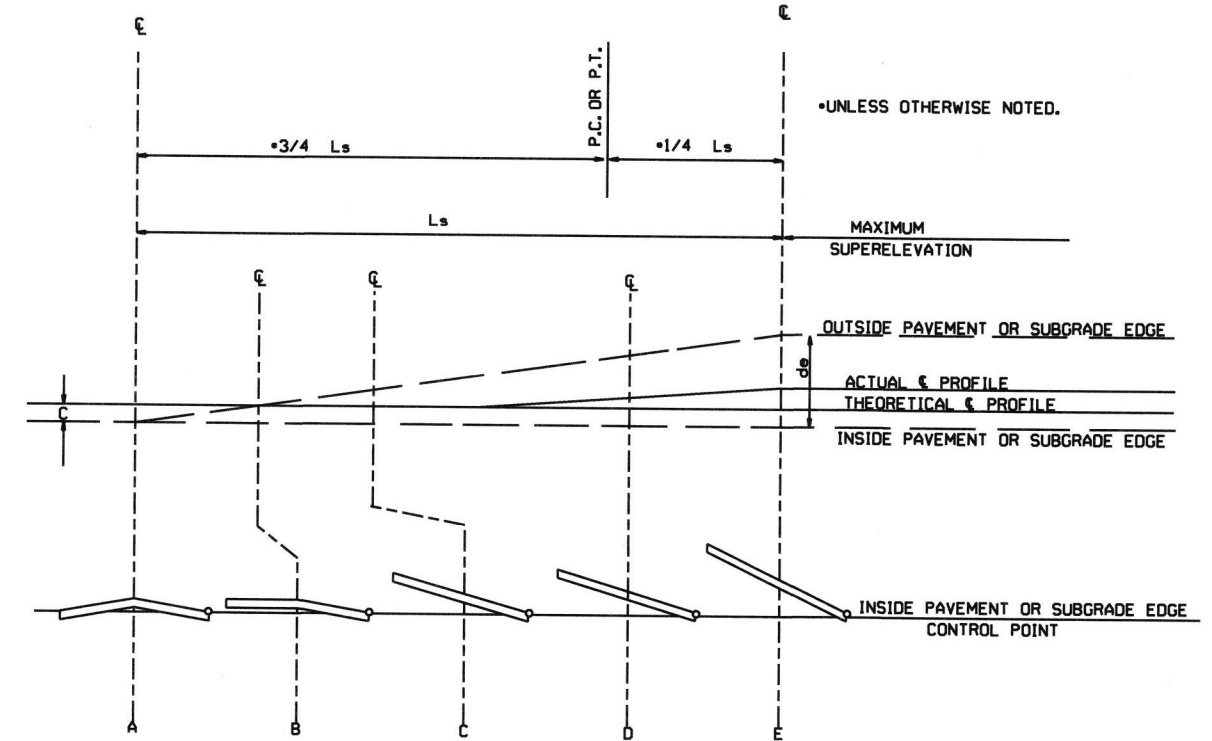 ℄
℄
P.C. OR P.T.
•UNLESS OTHERWISE NOTED.
•3/4 Ls
•1/4 Ls
Ls
MAXIMUM
SUPERELEVATION
℄
℄
℄
OUTSIDE PAVEMENT OR SUBGRADE EDGE
de
ACTUAL ℄ PROFILE
C
THEORETICAL ℄ PROFILE
INSIDE PAVEMENT OR SUBGRADE EDGE
INSIDE PAVEMENT OR SUBGRADE EDGE
CONTROL POINT
A
B
C
D
E